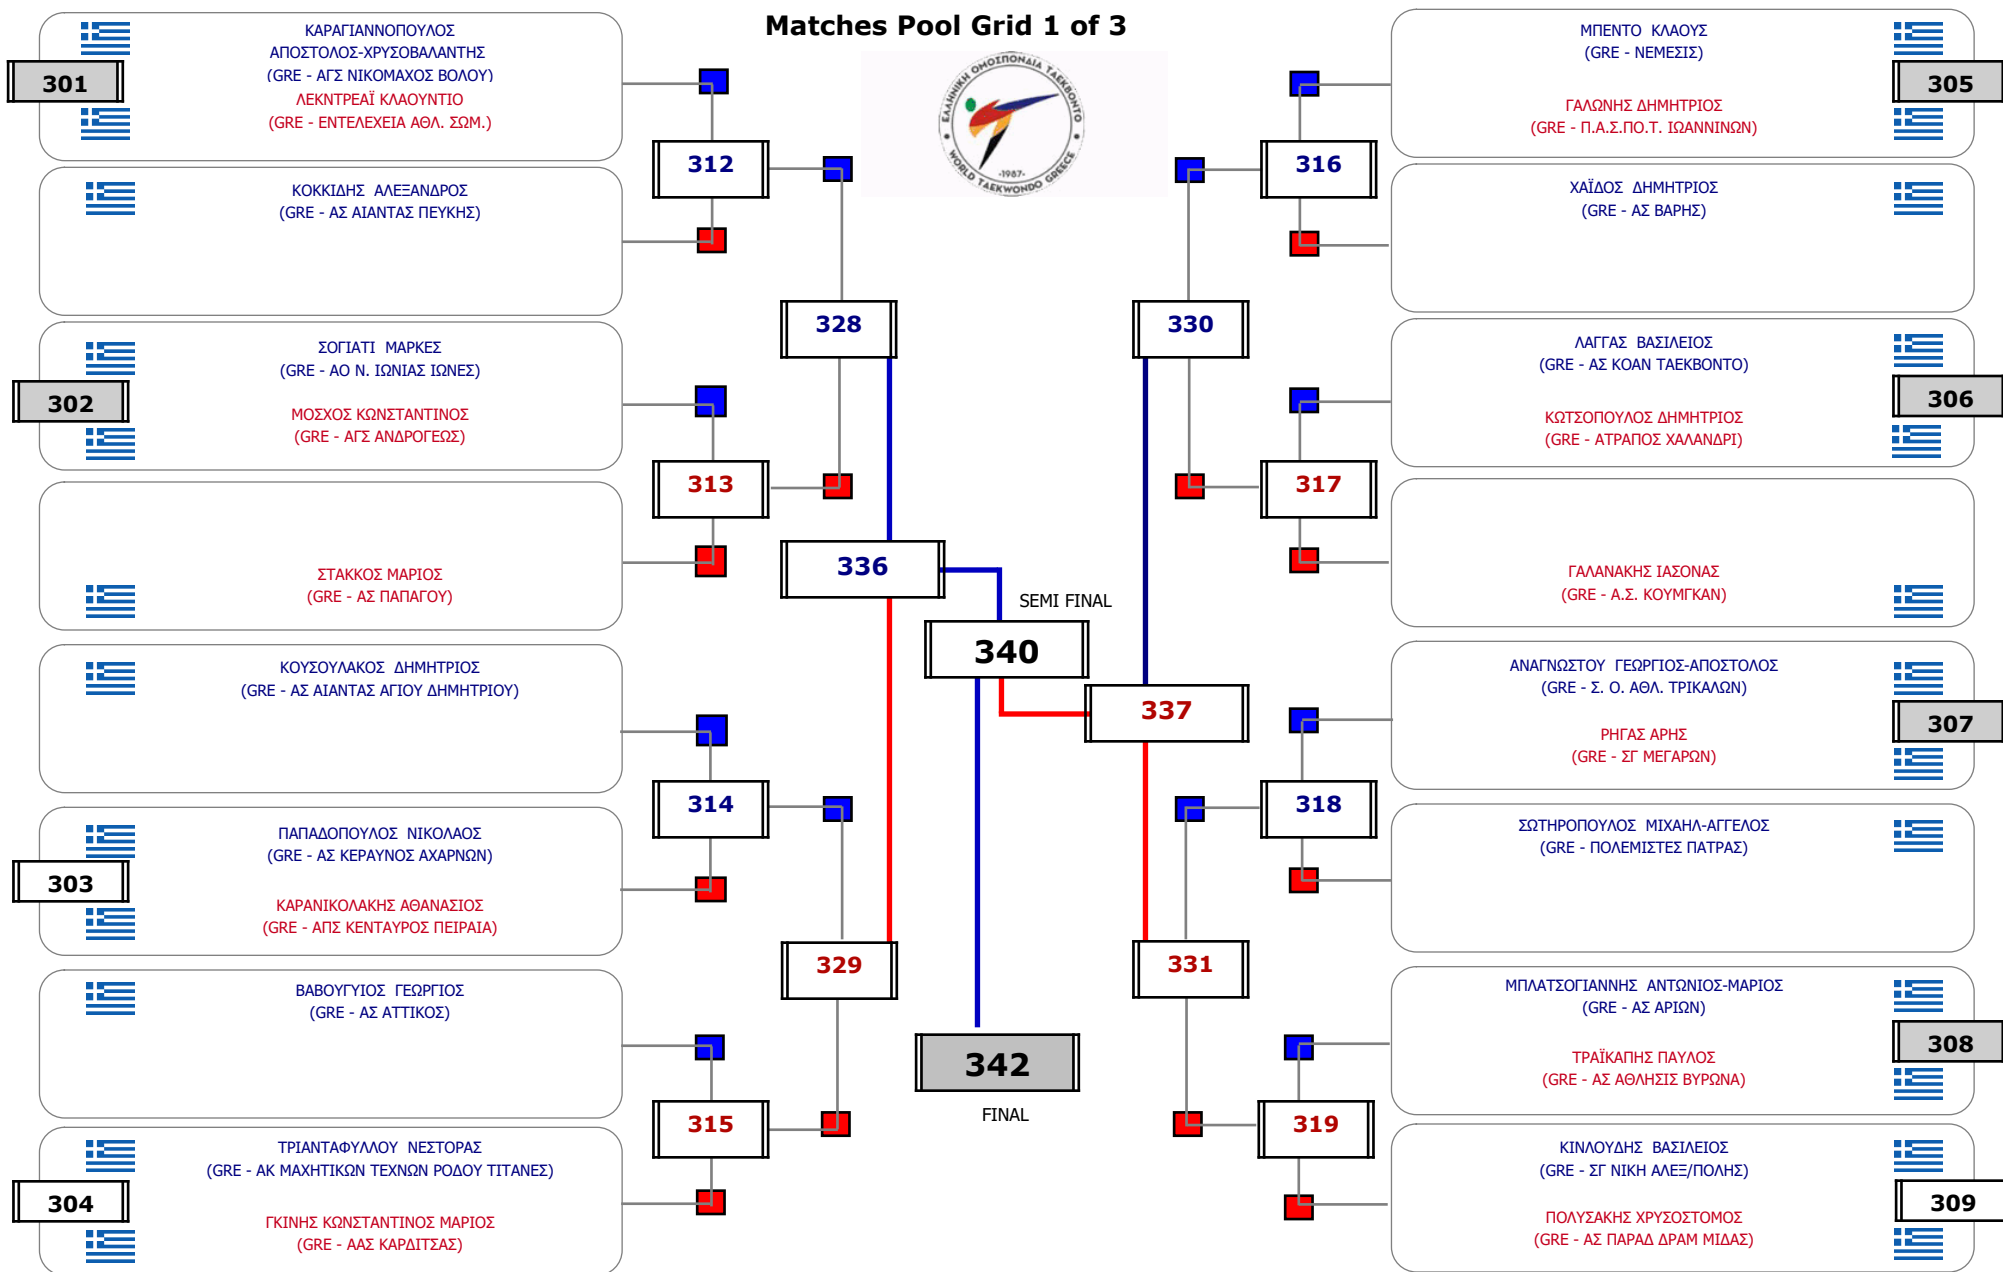 Matches Pool Grid 1 of 3
ΕΛΛΗΝΙΚΗ ΟΜΟΣΠΟΝΔΙΑ ΤΑΕΚΒΟΝΤΟ
-1987-
WORLD TAEKWONDO GREECE
301
ΚΑΡΑΓΙΑΝΝΟΠΟΥΛΟΣ
ΑΠΟΣΤΟΛΟΣ-ΧΡΥΣΟΒΑΛΑΝΤΗΣ
(GRE - ΑΓΣ ΝΙΚΟΜΑΧΟΣ ΒΟΛΟΥ)
ΛΕΚΝΤΡΕΑΪ ΚΛΑΟΥΝΤΙΟ
(GRE - ΕΝΤΕΛΕΧΕΙΑ ΑΘΛ. ΣΩΜ.)
ΚΟΚΚΙΔΗΣ ΑΛΕΞΑΝΔΡΟΣ
(GRE - ΑΣ ΑΙΑΝΤΑΣ ΠΕΥΚΗΣ)
302
ΣΟΓΙΑΤΙ ΜΑΡΚΕΣ
(GRE - ΑΟ Ν. ΙΩΝΙΑΣ ΙΩΝΕΣ)
ΜΟΣΧΟΣ ΚΩΝΣΤΑΝΤΙΝΟΣ
(GRE - ΑΓΣ ΑΝΔΡΟΓΕΩΣ)
ΣΤΑΚΚΟΣ ΜΑΡΙΟΣ
(GRE - ΑΣ ΠΑΠΑΓΟΥ)
ΚΟΥΣΟΥΛΑΚΟΣ ΔΗΜΗΤΡΙΟΣ
(GRE - ΑΣ ΑΙΑΝΤΑΣ ΑΓΙΟΥ ΔΗΜΗΤΡΙΟΥ)
303
ΠΑΠΑΔΟΠΟΥΛΟΣ ΝΙΚΟΛΑΟΣ
(GRE - ΑΣ ΚΕΡΑΥΝΟΣ ΑΧΑΡΝΩΝ)
ΚΑΡΑΝΙΚΟΛΑΚΗΣ ΑΘΑΝΑΣΙΟΣ
(GRE - ΑΠΣ ΚΕΝΤΑΥΡΟΣ ΠΕΙΡΑΙΑ)
ΒΑΒΟΥΓΥΙΟΣ ΓΕΩΡΓΙΟΣ
(GRE - ΑΣ ΑΤΤΙΚΟΣ)
304
ΤΡΙΑΝΤΑΦΥΛΛΟΥ ΝΕΣΤΟΡΑΣ
(GRE - ΑΚ ΜΑΧΗΤΙΚΩΝ ΤΕΧΝΩΝ ΡΟΔΟΥ ΤΙΤΑΝΕΣ)
ΓΚΙΝΗΣ ΚΩΝΣΤΑΝΤΙΝΟΣ ΜΑΡΙΟΣ
(GRE - ΑΑΣ ΚΑΡΔΙΤΣΑΣ)
312
313
314
315
328
329
336
SEMI FINAL
340
337
342
FINAL
330
331
316
317
318
319
ΜΠΕΝΤΟ ΚΛΑΟΥΣ
(GRE - ΝΕΜΕΣΙΣ)
305
ΓΑΛΩΝΗΣ ΔΗΜΗΤΡΙΟΣ
(GRE - Π.Α.Σ.ΠΟ.Τ. ΙΩΑΝΝΙΝΩΝ)
ΧΑΪΔΟΣ ΔΗΜΗΤΡΙΟΣ
(GRE - ΑΣ ΒΑΡΗΣ)
ΛΑΓΓΑΣ ΒΑΣΙΛΕΙΟΣ
(GRE - ΑΣ ΚΟΑΝ ΤΑΕΚΒΟΝΤΟ)
306
ΚΩΤΣΟΠΟΥΛΟΣ ΔΗΜΗΤΡΙΟΣ
(GRE - ΑΤΡΑΠΟΣ ΧΑΛΑΝΔΡΙ)
ΓΑΛΑΝΑΚΗΣ ΙΑΣΟΝΑΣ
(GRE - Α.Σ. ΚΟΥΜΓΚΑΝ)
ΑΝΑΓΝΩΣΤΟΥ ΓΕΩΡΓΙΟΣ-ΑΠΟΣΤΟΛΟΣ
(GRE - Σ. Ο. ΑΘΛ. ΤΡΙΚΑΛΩΝ)
307
ΡΗΓΑΣ ΑΡΗΣ
(GRE - ΣΓ ΜΕΓΑΡΩΝ)
ΣΩΤΗΡΟΠΟΥΛΟΣ ΜΙΧΑΗΛ-ΑΓΓΕΛΟΣ
(GRE - ΠΟΛΕΜΙΣΤΕΣ ΠΑΤΡΑΣ)
ΜΠΛΑΤΣΟΓΙΑΝΝΗΣ ΑΝΤΩΝΙΟΣ-ΜΑΡΙΟΣ
(GRE - ΑΣ ΑΡΙΩΝ)
308
ΤΡΑΪΚΑΠΗΣ ΠΑΥΛΟΣ
(GRE - ΑΣ ΑΘΛΗΣΙΣ ΒΥΡΩΝΑ)
ΚΙΝΛΟΥΔΗΣ ΒΑΣΙΛΕΙΟΣ
(GRE - ΣΓ ΝΙΚΗ ΑΛΕΞ/ΠΟΛΗΣ)
309
ΠΟΛΥΣΑΚΗΣ ΧΡΥΣΟΣΤΟΜΟΣ
(GRE - ΑΣ ΠΑΡΑΔ ΔΡΑΜ ΜΙΔΑΣ)